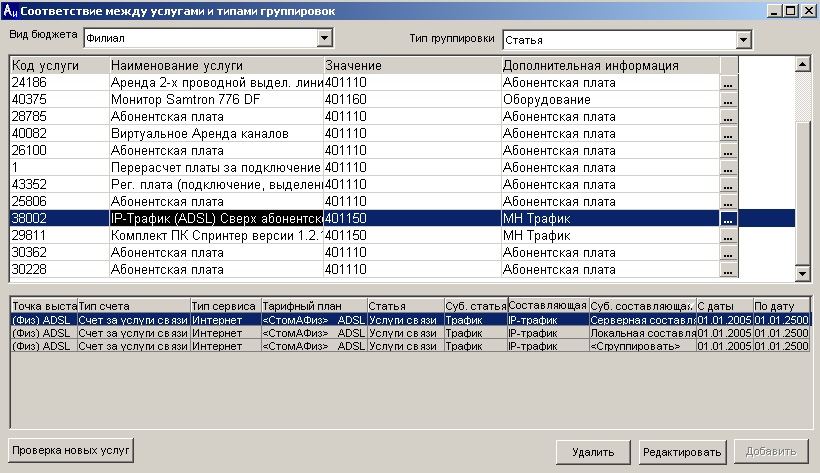 Соответствие между услугами и типами группировок
Вид бюджета Филиал Тип группировки Статья
Код услуги Наименование услуги Значение Дополнительная информация
24186 Аренда 2-х проводной выдел. лини 401110 Абонентская плата ...
40375 Монитор Samtron 776 DF 401160 Оборудование ...
28785 Абонентская плата 401110 Абонентская плата ...
40082 Виртуальное Аренда каналов 401110 Абонентская плата ...
26100 Абонентская плата 401110 Абонентская плата ...
1 Перерасчет платы за подключение 401110 Абонентская плата ...
43352 Рег. плата (подключение, выделен 401110 Абонентская плата ...
25806 Абонентская плата 401110 Абонентская плата ...
38002 IP-Трафик (ADSL) Сверх абонентск 401150 МН Трафик ...
29811 Комплект ПК Спринтер версии 1.2.1 401150 МН Трафик ...
30362 Абонентская плата 401110 Абонентская плата ...
30228 Абонентская плата 401110 Абонентская плата ...
Точка выста Тип счета Тип сервиса Тарифный план Статья Суб. статья Составляющая Суб. составляющая С даты По дату
(Физ) ADSL Счет за услуги связи Интернет <СтомАФиз> ADSL Услуги связи Трафик IP-трафик Серверная составля 01.01.2005 01.01.2500
(Физ) ADSL Счет за услуги связи Интернет <СтомАФиз> ADSL Услуги связи Трафик IP-трафик Локальная составля 01.01.2005 01.01.2500
(Физ) ADSL Счет за услуги связи Интернет <СтомАФиз> ADSL Услуги связи Трафик IP-трафик <Сгруппировать> 01.01.2005 01.01.2500
Проверка новых услуг Удалить Редактировать Добавить